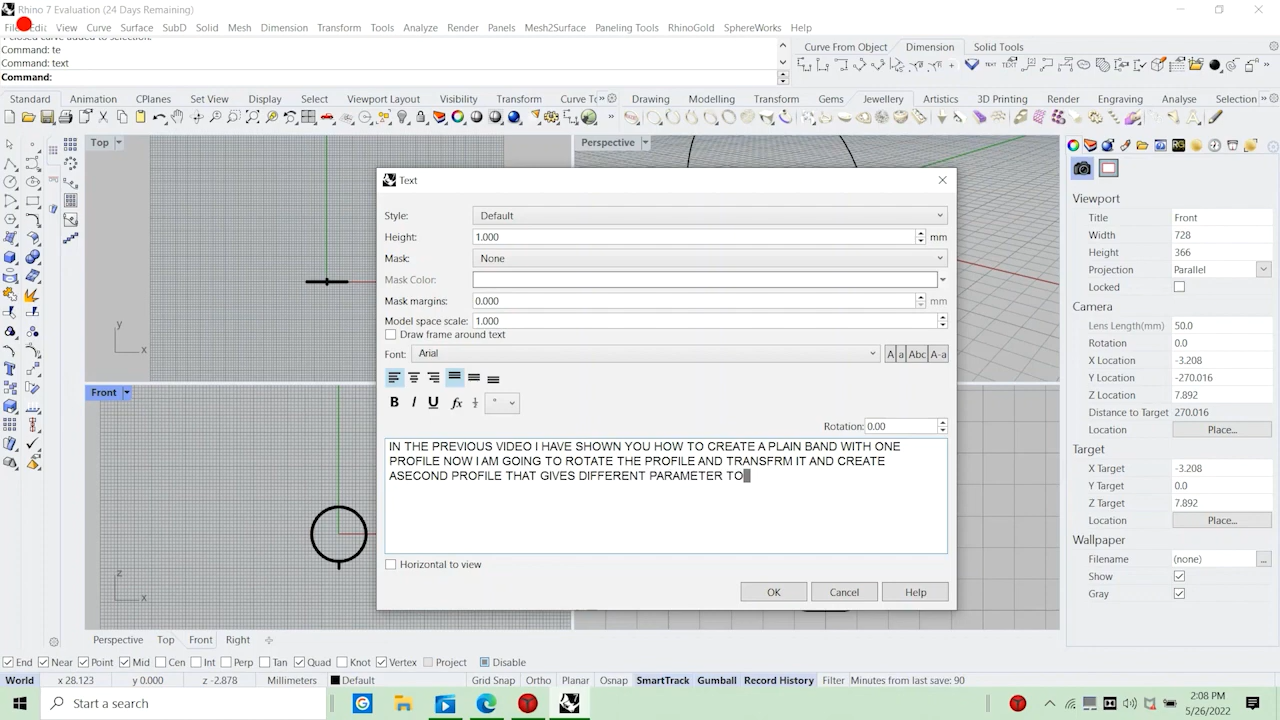 Rhino 7 Evaluation (24 Days Remaining)
File Edit View Curve Surface SubD Solid Mesh Dimension Transform Tools Analyze Render Panels Mesh2Surface Paneling Tools RhinoGold SphereWorks Help
1 closed curve added to selection.
Command: te
Command: text
Command:
Curve From Object Dimension Solid Tools
Standard Animation CPlanes Set View Display Select Viewport Layout Visibility Transform Curve To
Drawing Modelling Transform Gems Jewellery Artistics 3D Printing Render Engraving Analysis Selection
Top
Perspective
Front
y
x
z
x
Text
Style: Default
Height: 1.000 mm
Mask: None
Mask Color:
Mask margins: 0.000 mm
Model space scale: 1.000
Draw frame around text
Font: Arial
A a Abc A-a
B I U fx °
Rotation: 0.00
IN THE PREVIOUS VIDEO I HAVE SHOWN YOU HOW TO CREATE A PLAIN BAND WITH ONE
PROFILE NOW I AM GOING TO ROTATE THE PROFILE AND TRANSFRM IT AND CREATE
ASECOND PROFILE THAT GIVES DIFFERENT PARAMETER TO
Horizontal to view
OK Cancel Help
Viewport
Title Front
Width 728
Height 366
Projection Parallel
Locked
Camera
Lens Length(mm) 50.0
Rotation 0.0
X Location -3.208
Y Location -270.016
Z Location 7.892
Distance to Target 270.016
Location Place...
Target
X Target -3.208
Y Target 0.0
Z Target 7.892
Location Place...
Wallpaper
Filename (none) ...
Show
Gray
Perspective Top Front Right
End Near Point Mid Cen Int Perp Tan Quad Knot Vertex Project Disable
World x 28.123 y 0.000 z -2.878 Millimeters Default Grid Snap Ortho Planar Osnap SmartTrack Gumball Record History Filter Minutes from last save: 90
Search a search
2:08 PM
5/26/2022